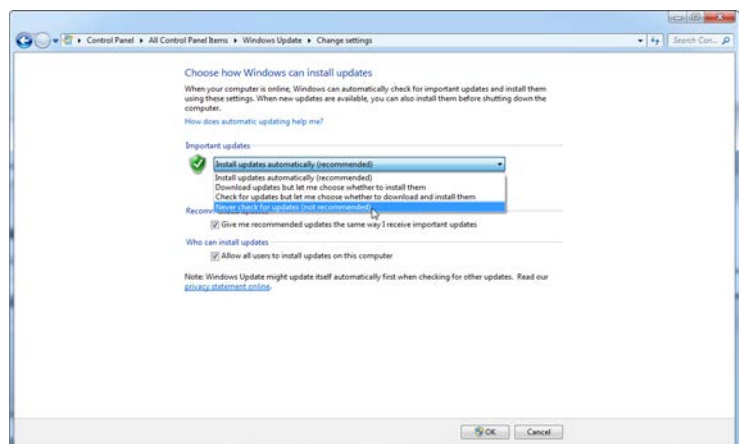 Control Panel ▸ All Control Panel Items ▸ Windows Update ▸ Change settings
Search Con...
Choose how Windows can install updates
When your computer is online, Windows can automatically check for important updates and install them
using these settings. When new updates are available, you can also install them before shutting down the
computer.
How does automatic updating help me?
Important updates
Install updates automatically (recommended)
Install updates automatically (recommended)
Download updates but let me choose whether to install them
Check for updates but let me choose whether to download and install them
Never check for updates (not recommended)
Recommended updates
Give me recommended updates the same way I receive important updates
Who can install updates
Allow all users to install updates on this computer
Note: Windows Update might update itself automatically first when checking for other updates. Read our
privacy statement online.
OK
Cancel